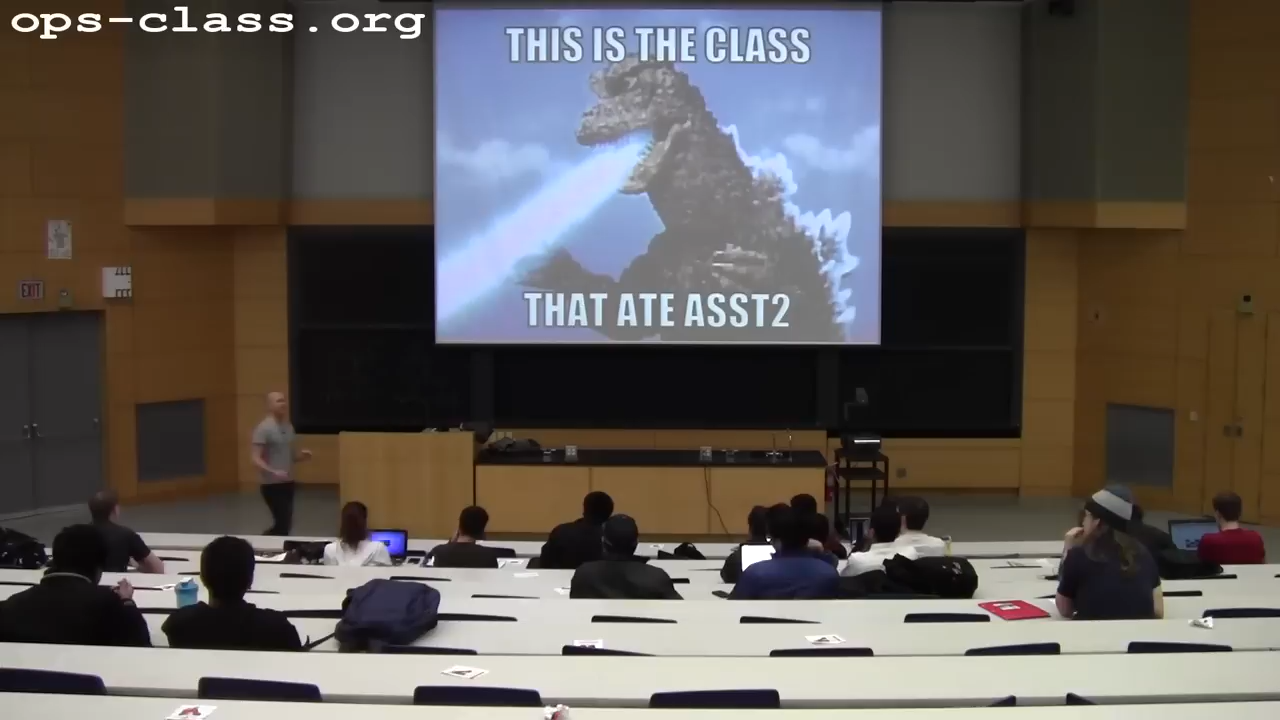 ops-class.org
THIS IS THE CLASS
THAT ATE ASST2
EXIT